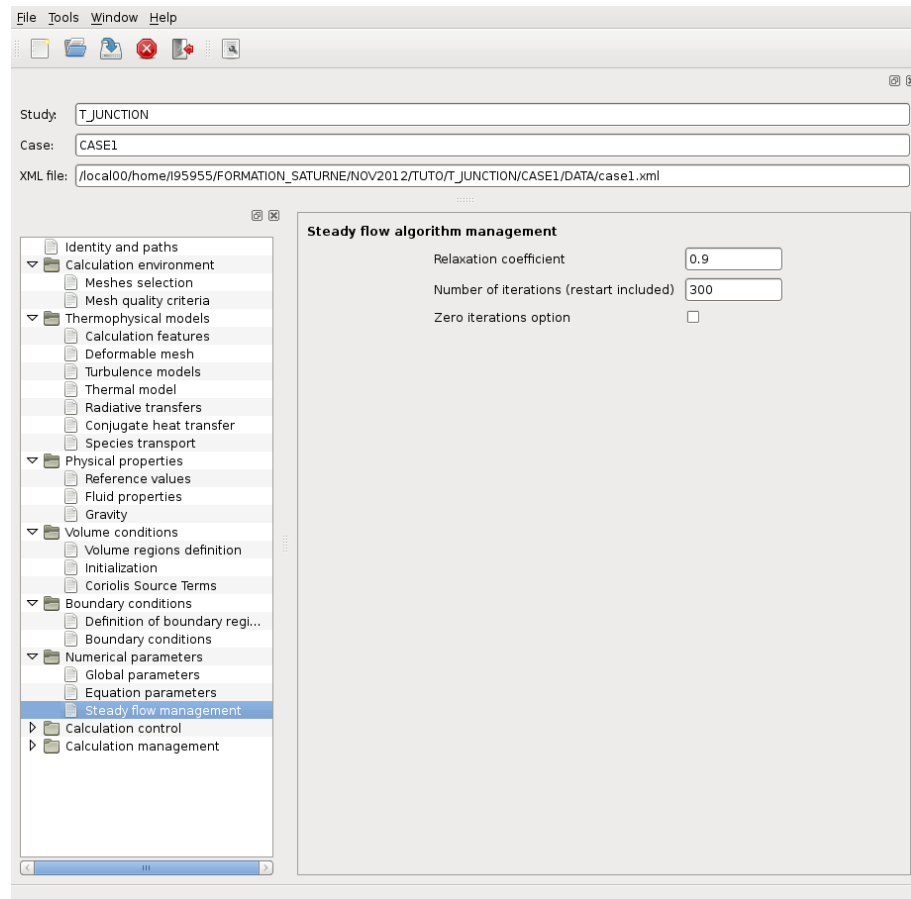 File Tools Window Help
Study: T_JUNCTION
Case: CASE1
XML file: /local00/home/I95955/FORMATION_SATURNE/NOV2012/TUTO/T_JUNCTION/CASE1/DATA/case1.xml
Identity and paths
Calculation environment
Meshes selection
Mesh quality criteria
Thermophysical models
Calculation features
Deformable mesh
Turbulence models
Thermal model
Radiative transfers
Conjugate heat transfer
Species transport
Physical properties
Reference values
Fluid properties
Gravity
Volume conditions
Volume regions definition
Initialization
Coriolis Source Terms
Boundary conditions
Definition of boundary regi...
Boundary conditions
Numerical parameters
Global parameters
Equation parameters
Steady flow management
Calculation control
Calculation management
Steady flow algorithm management
Relaxation coefficient 0.9
Number of iterations (restart included) 300
Zero iterations option